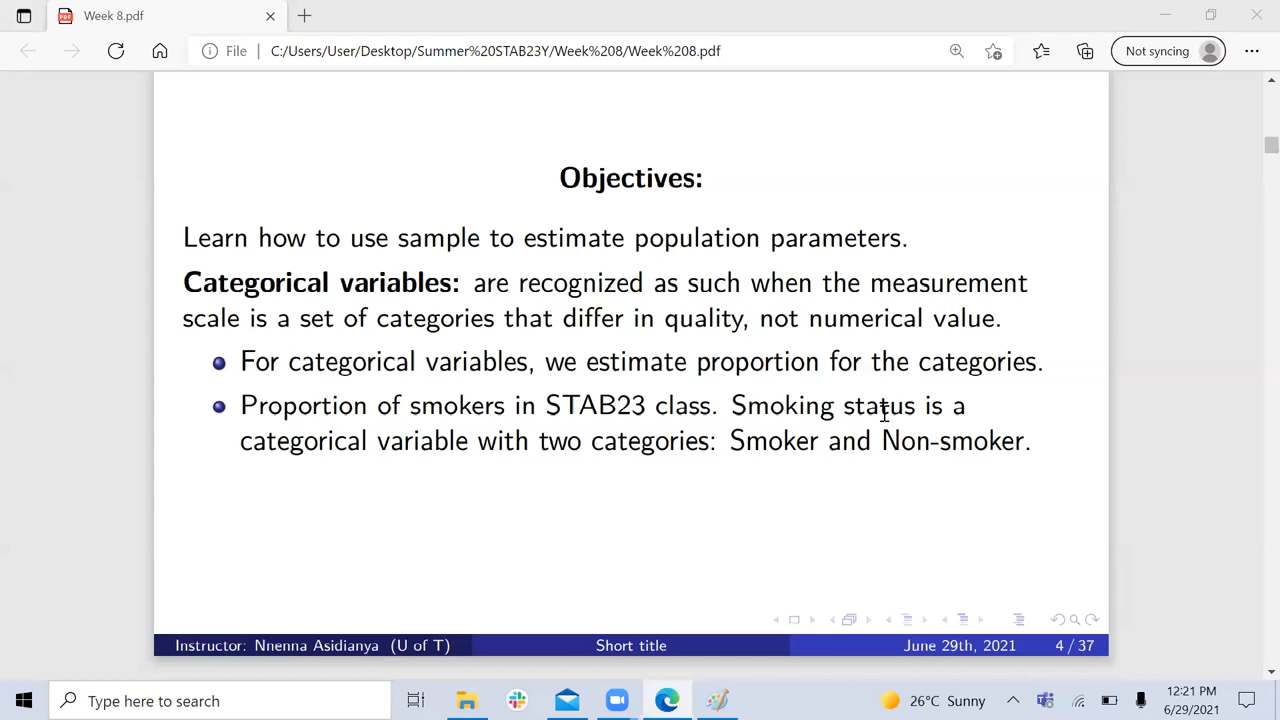 Week 8.pdf
File
C:/Users/User/Desktop/Summer%20STAB23Y/Week%208/Week%208.pdf
Not syncing
Objectives:
Learn how to use sample to estimate population parameters.
Categorical variables: are recognized as such when the measurement
scale is a set of categories that differ in quality, not numerical value.
For categorical variables, we estimate proportion for the categories.
Proportion of smokers in STAB23 class. Smoking status is a
categorical variable with two categories: Smoker and Non-smoker.
Instructor: Nnenna Asidianya (U of T)
Short title
June 29th, 2021
4 / 37
Type here to search
26°C Sunny
12:21 PM
6/29/2021